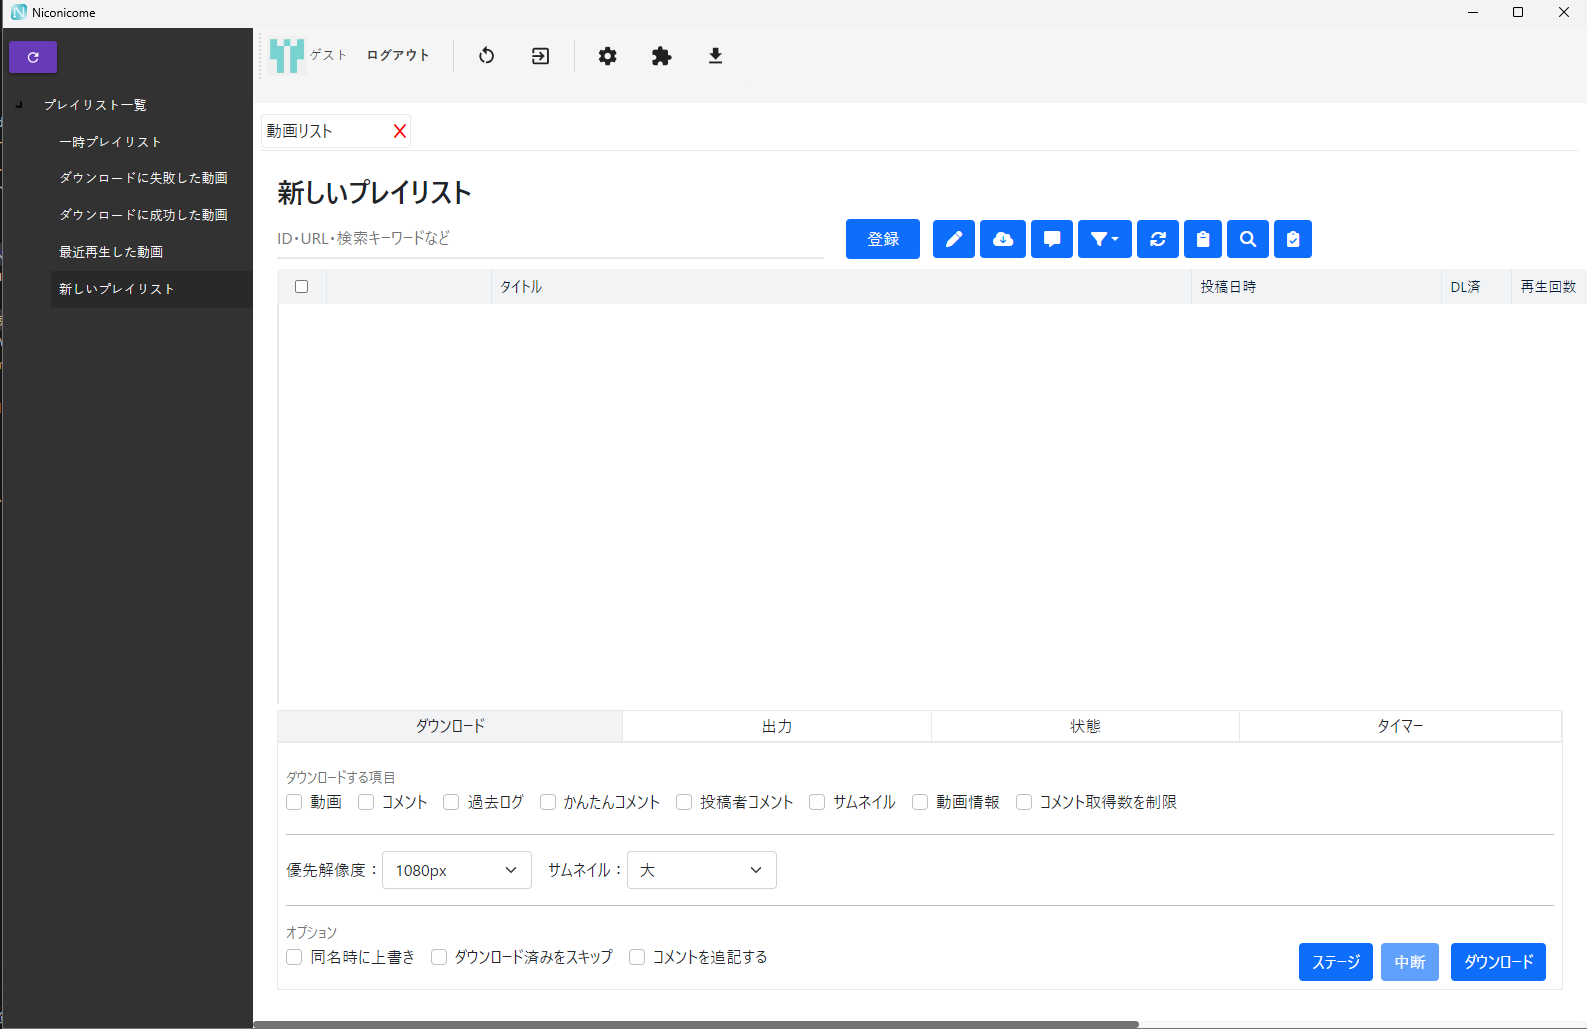 Niconicome
ゲスト ログアウト
プレイリスト一覧
一時プレイリスト
ダウンロードに失敗した動画
ダウンロードに成功した動画
最近再生した動画
新しいプレイリスト
動画リスト X
新しいプレイリスト
ID・URL・検索キーワードなど 登録
タイトル 投稿日時 DL済 再生回数
ダウンロード 出力 状態 タイマー
ダウンロードする項目
動画 コメント 過去ログ かんたんコメント 投稿者コメント サムネイル 動画情報 コメント取得数を制限
優先解像度： 1080px サムネイル： 大
オプション
同名時に上書き ダウンロード済みをスキップ コメントを追記する
ステージ 中断 ダウンロード